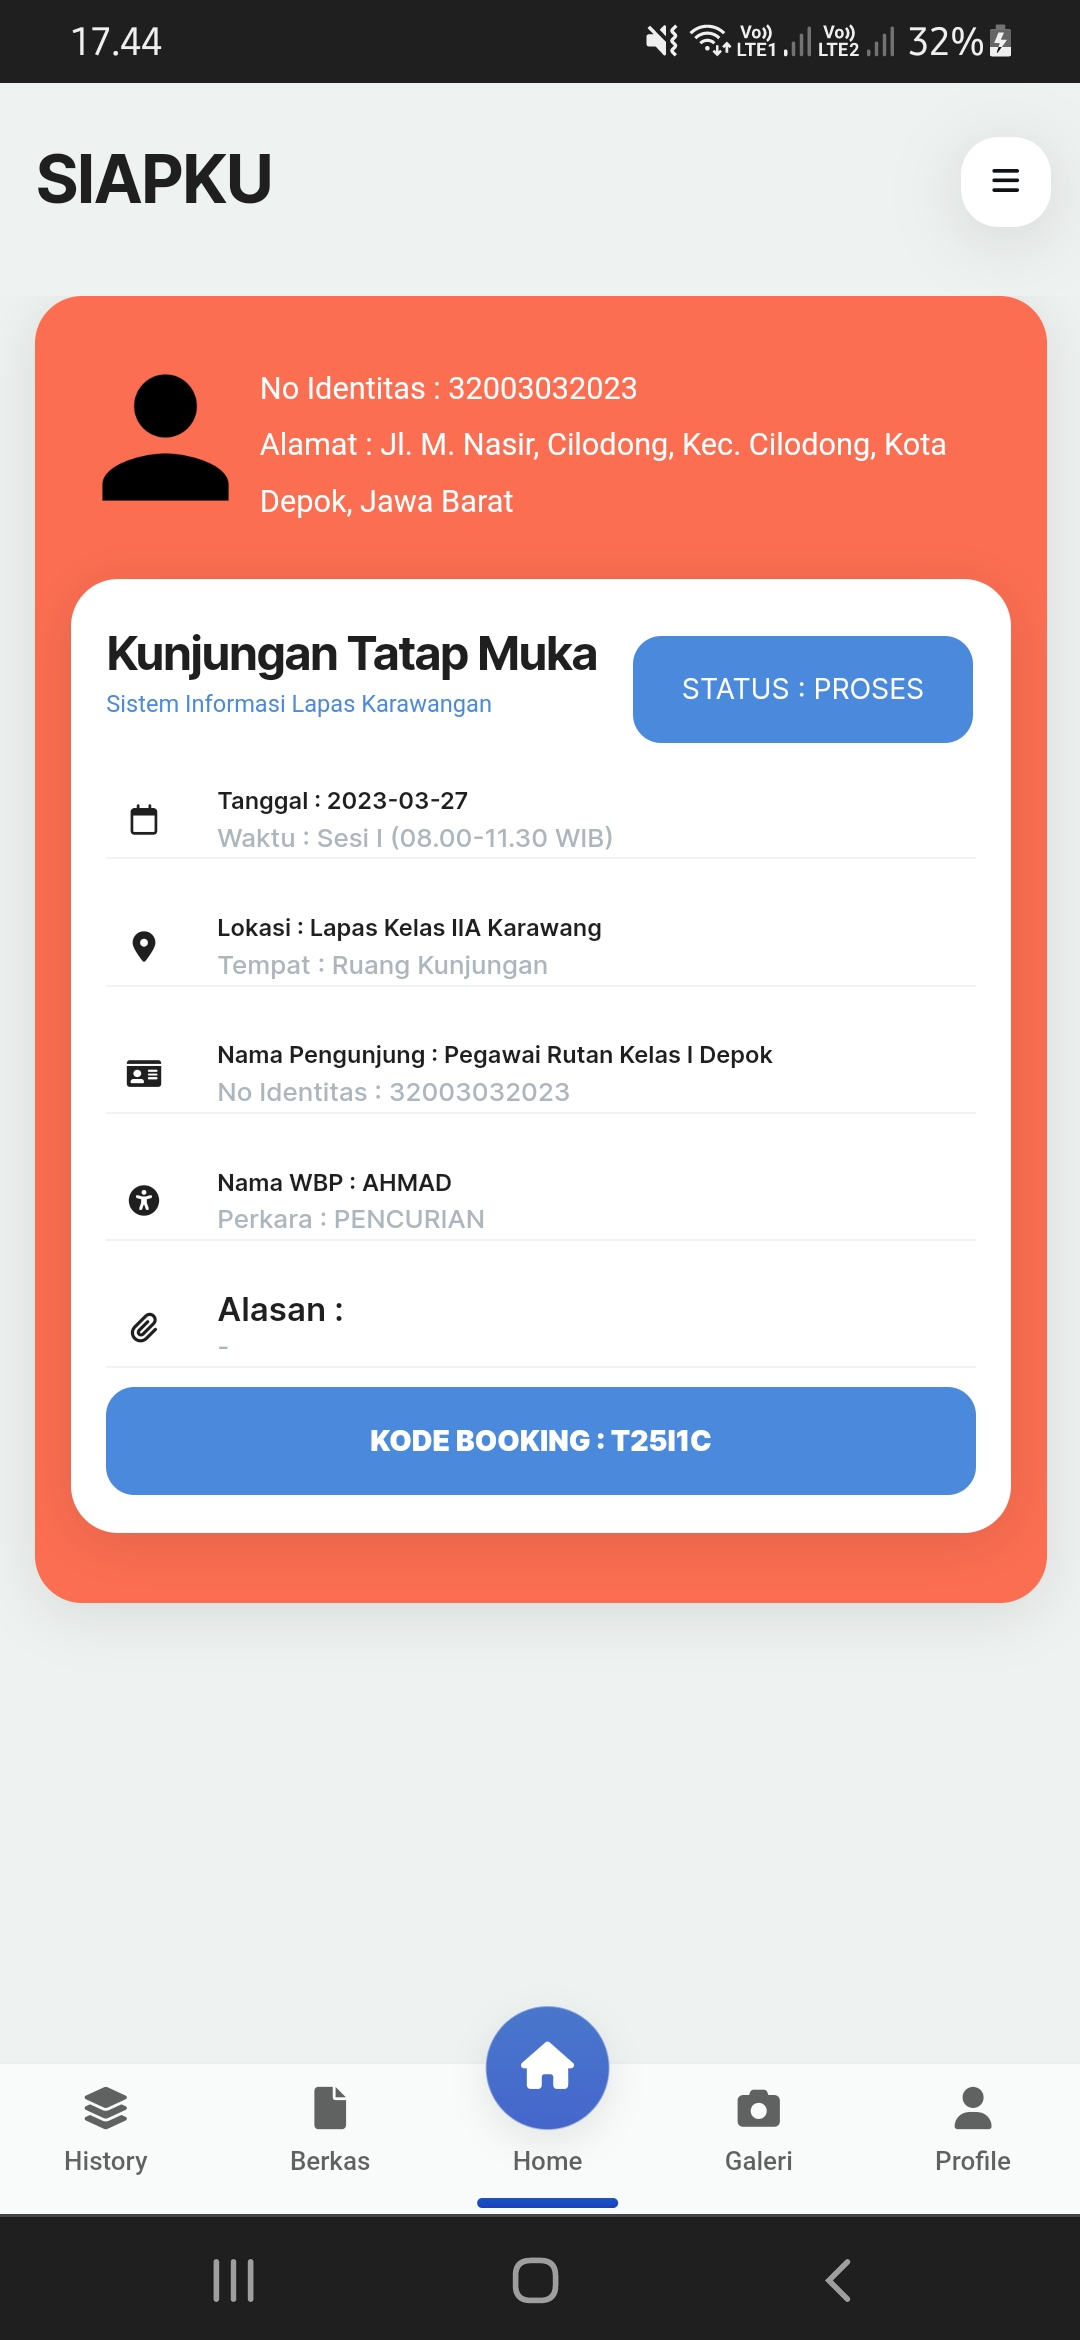 17.44
Vo)) LTE1 Vo)) LTE2 32%
SIAPKU
No Identitas : 32003032023
Alamat : Jl. M. Nasir, Cilodong, Kec. Cilodong, Kota
Depok, Jawa Barat
Kunjungan Tatap Muka
Sistem Informasi Lapas Karawangan
STATUS : PROSES
Tanggal : 2023-03-27
Waktu : Sesi I (08.00-11.30 WIB)
Lokasi : Lapas Kelas IIA Karawang
Tempat : Ruang Kunjungan
Nama Pengunjung : Pegawai Rutan Kelas I Depok
No Identitas : 32003032023
Nama WBP : AHMAD
Perkara : PENCURIAN
Alasan :
-
KODE BOOKING : T25I1C
History Berkas Home Galeri Profile